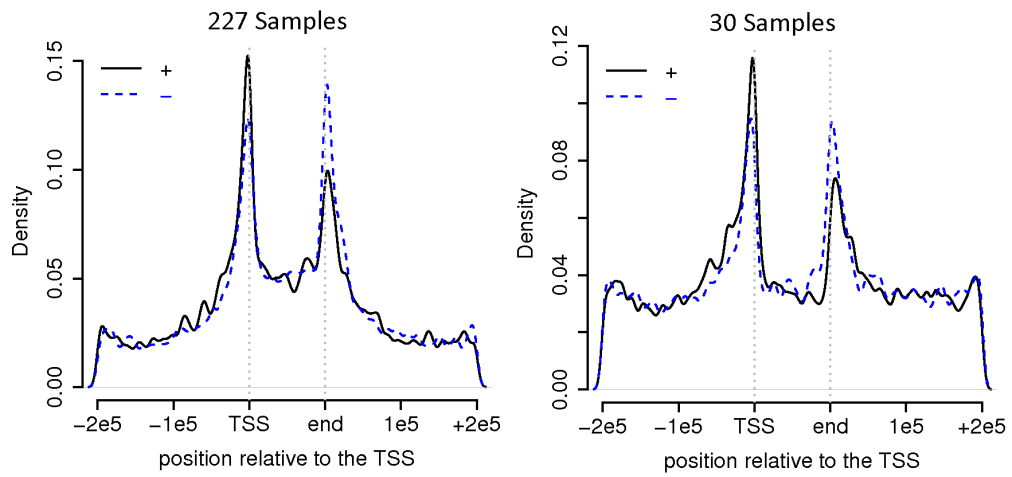 227 Samples
+
−
Density
0.00
0.05
0.10
0.15
−2e5
−1e5
TSS
end
1e5
+2e5
position relative to the TSS
30 Samples
+
−
Density
0.00
0.04
0.08
0.12
−2e5
−1e5
TSS
end
1e5
+2e5
position relative to the TSS